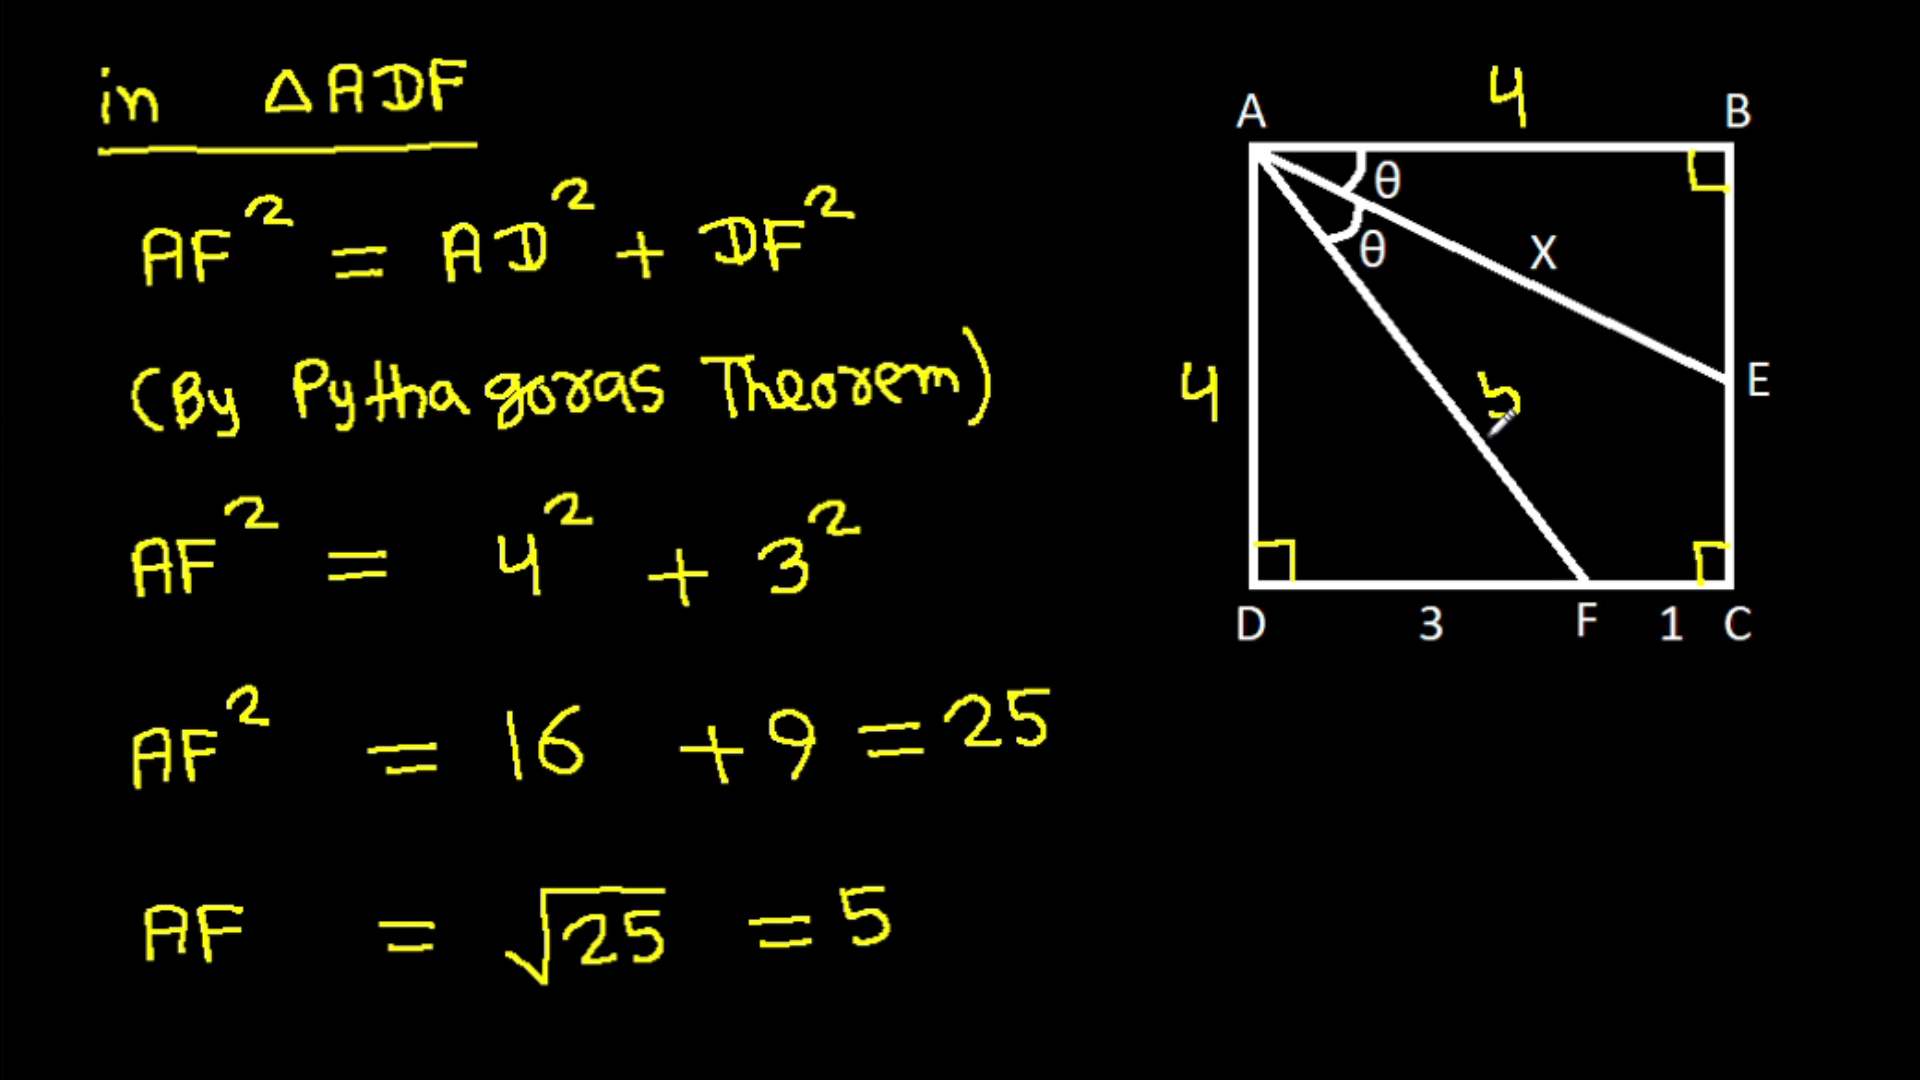 in △ADF
AF² = AD² + DF²
(By Pythagoras Theorem)
AF² = 4² + 3²
AF² = 16 + 9 = 25
AF = √25 = 5
4
A B
θ
θ
X
4
5
E
D 3 F 1 C